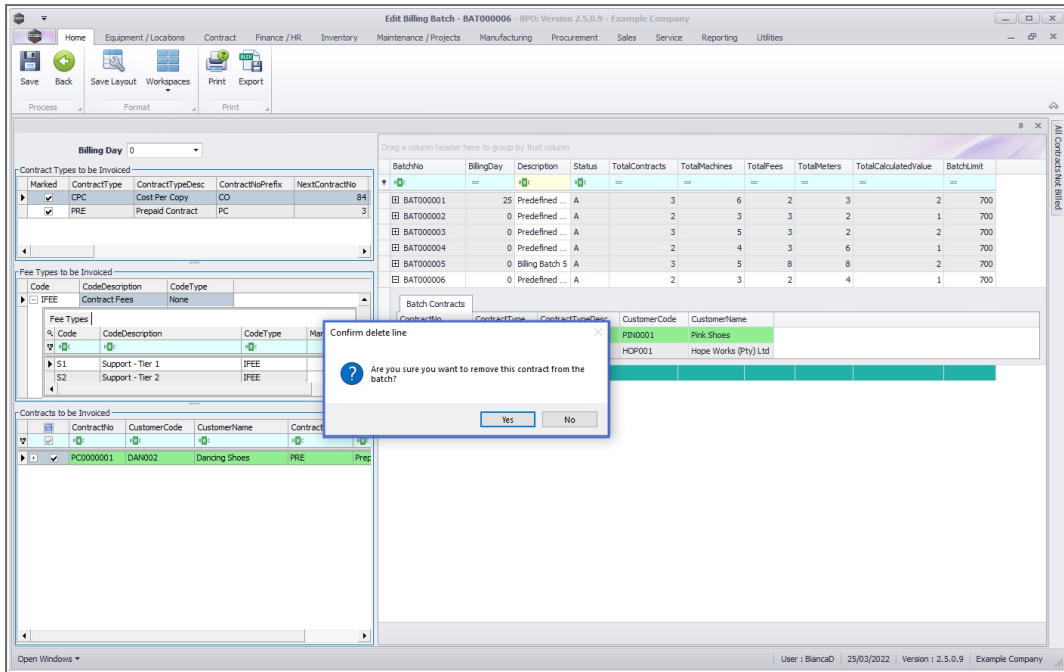 Edit Billing Batch - BAT000006 - BPO: Version 2.5.0.9 - Example Company
Home Equipment / Locations Contract Finance / HR Inventory Maintenance / Projects Manufacturing Procurement Sales Service Reporting Utilities
Save Back Save Layout Workspaces Print Export
Process Format Print
All Contracts Not Billed
Billing Day 0
Contract Types to be Invoiced
Marked ContractType ContractTypeDesc ContractNoPrefix NextContractNo
CPC Cost Per Copy CO 84
PRE Prepaid Contract PC 3
Fee Types to be Invoiced
Code CodeDescription CodeType
IFEE Contract Fees None
Fee Types
Code CodeDescription CodeType Mar
S1 Support - Tier 1 IFEE
S2 Support - Tier 2 IFEE
Contracts to be Invoiced
ContractNo CustomerCode CustomerName Contract
PC0000001 DAN002 Dancing Shoes PRE Prep
Drag a column header here to group by that column
BatchNo BillingDay Description Status TotalContracts TotalMachines TotalFees TotalMeters TotalCalculatedValue BatchLimit
= = = = = = =
BAT000001 25 Predefined ... A 3 6 2 3 2 700
BAT000002 0 Predefined ... A 2 3 3 2 1 700
BAT000003 0 Predefined ... A 3 5 3 2 2 700
BAT000004 0 Predefined ... A 2 4 3 6 1 700
BAT000005 0 Billing Batch 5 A 3 5 8 8 2 700
BAT000006 0 Predefined ... A 2 3 2 4 1 700
Batch Contracts
ContractNo ContractType ContractTypeDesc CustomerCode CustomerName
PIN0001 Pink Shoes
HOP001 Hope Works (Pty) Ltd
Confirm delete line
Are you sure you want to remove this contract from the
batch?
Yes No
Open Windows User : BiancaD 25/03/2022 Version : 2.5.0.9 Example Company